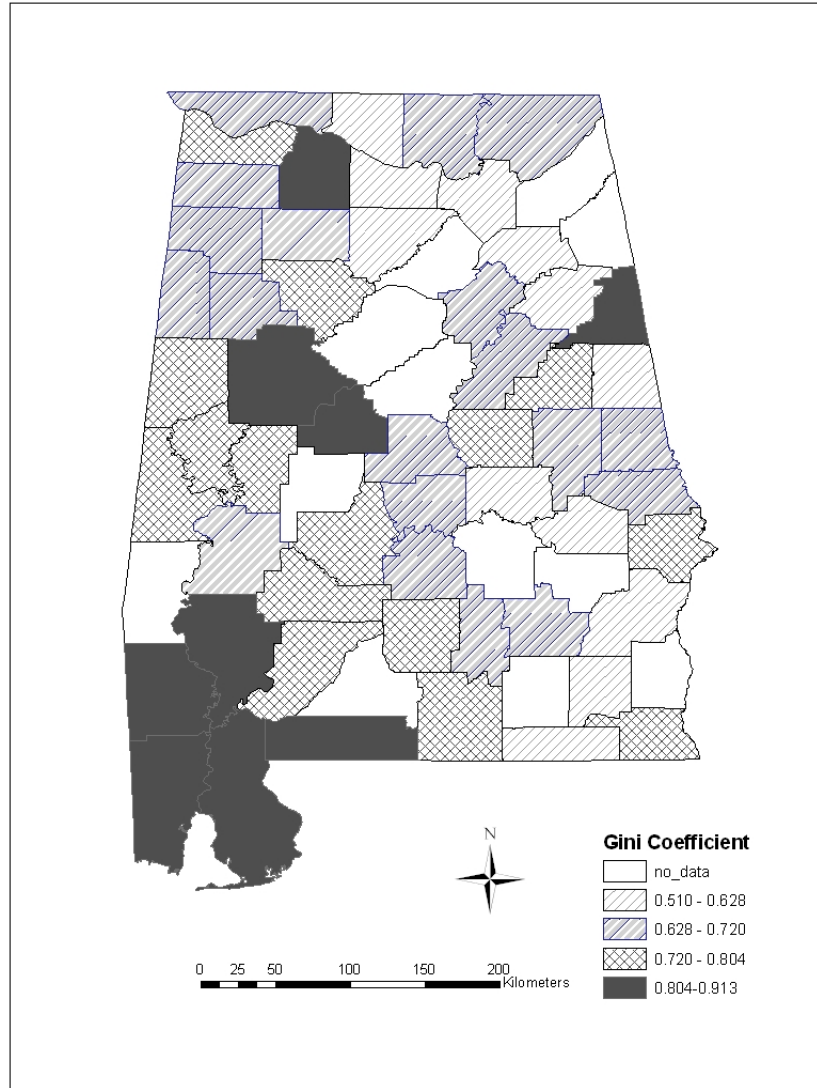 N
Gini Coefficient
no_data
0.510 - 0.628
0.628 - 0.720
0.720 - 0.804
0.804-0.913
0 25 50 100 150 200
Kilometers